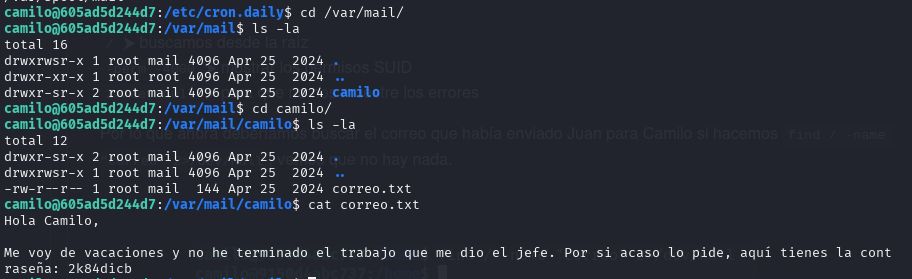 camilo@605ad5d244d7:/etc/cron.daily$ cd /var/mail/
camilo@605ad5d244d7:/var/mail$ ls -la
total 16
drwxrwsr-x 1 root mail 4096 Apr 25  2024 .
drwxr-xr-x 1 root root 4096 Apr 25  2024 ..
drwxr-sr-x 2 root mail 4096 Apr 25  2024 camilo
camilo@605ad5d244d7:/var/mail$ cd camilo/
camilo@605ad5d244d7:/var/mail/camilo$ ls -la
total 12
drwxr-sr-x 2 root mail 4096 Apr 25  2024 .
drwxrwsr-x 1 root mail 4096 Apr 25  2024 ..
-rw-r--r-- 1 root mail  144 Apr 25  2024 correo.txt
camilo@605ad5d244d7:/var/mail/camilo$ cat correo.txt
Hola Camilo,
Me voy de vacaciones y no he terminado el trabajo que me dio el jefe. Por si acaso lo pide, aquí tienes la cont
raseña: 2k84dicb